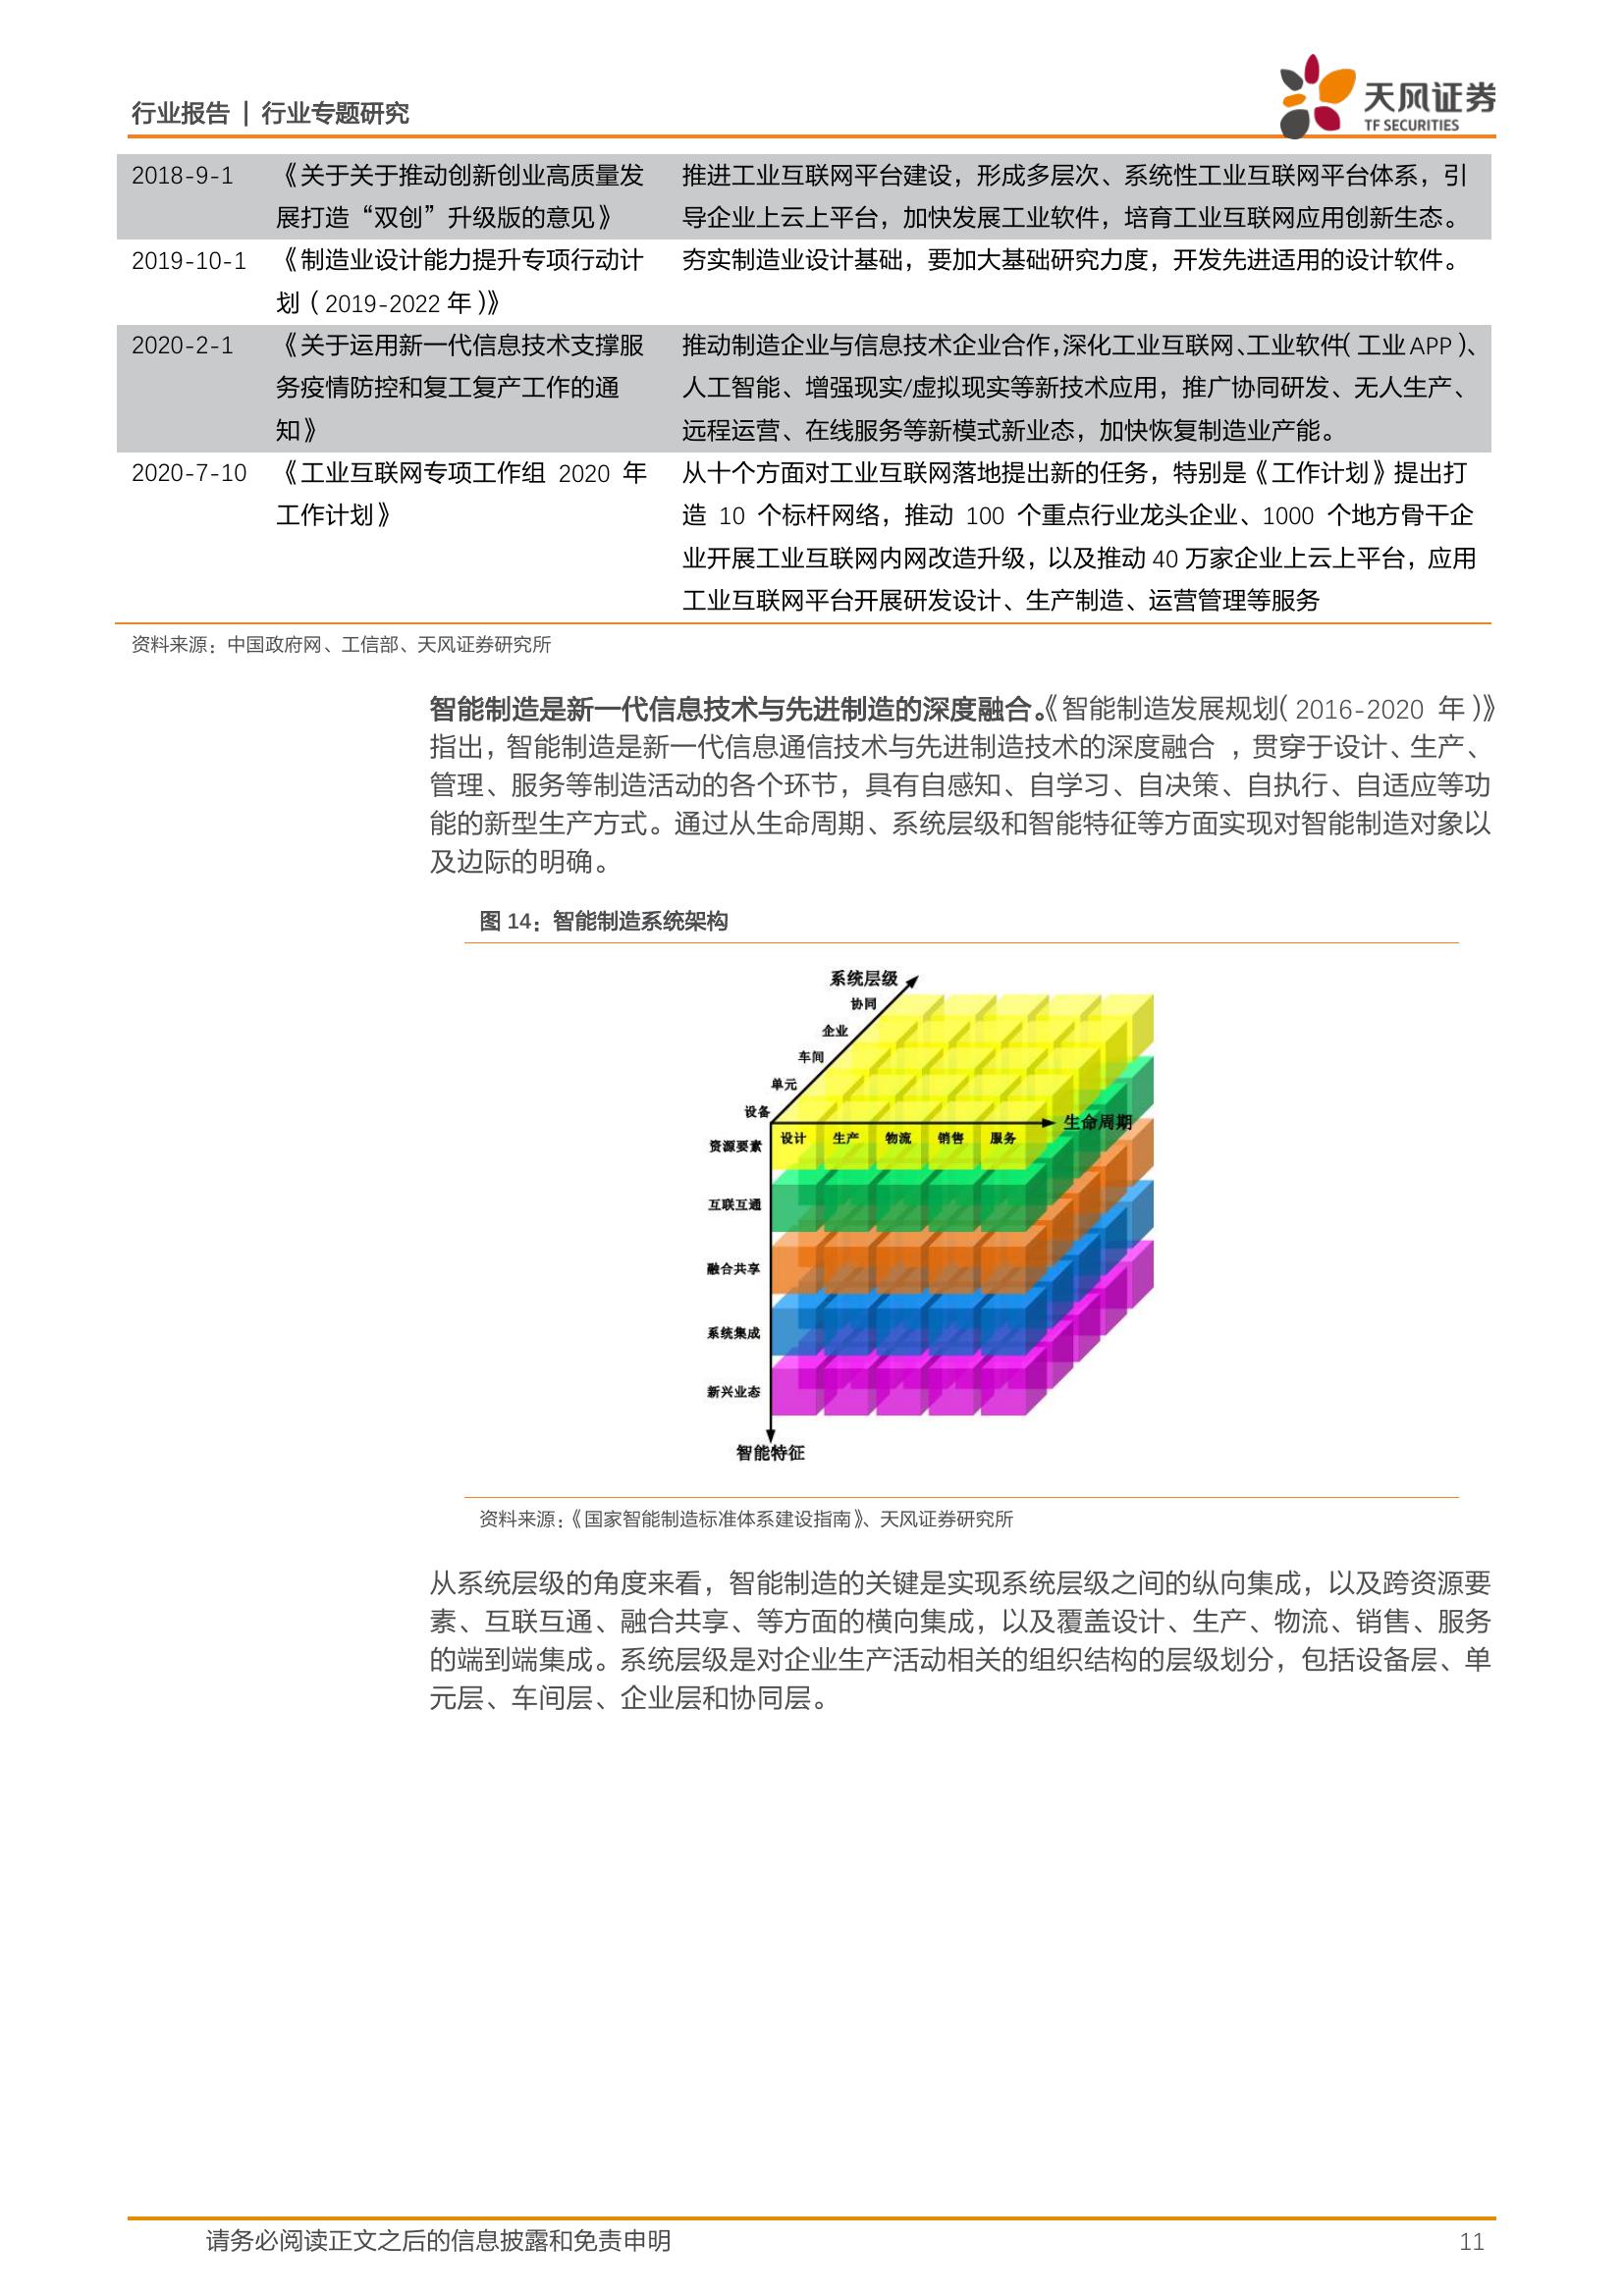 行业报告 | 行业专题研究
天风证券
TF SECURITIES
2018-9-1 《关于关于推动创新创业高质量发 推进工业互联网平台建设，形成多层次、系统性工业互联网平台体系，引
展打造“双创”升级版的意见》 导企业上云上平台，加快发展工业软件，培育工业互联网应用创新生态。
2019-10-1 《制造业设计能力提升专项行动计 夯实制造业设计基础，要加大基础研究力度，开发先进适用的设计软件。
划（2019-2022 年）》
2020-2-1 《关于运用新一代信息技术支撑服 推动制造企业与信息技术企业合作，深化工业互联网、工业软件（工业 APP）、
务疫情防控和复工复产工作的通 人工智能、增强现实/虚拟现实等新技术应用，推广协同研发、无人生产、
知》 远程运营、在线服务等新模式新业态，加快恢复制造业产能。
2020-7-10 《工业互联网专项工作组 2020 年 从十个方面对工业互联网落地提出新的任务，特别是《工作计划》提出打
工作计划》 造 10 个标杆网络，推动 100 个重点行业龙头企业、1000 个地方骨干企
业开展工业互联网内网改造升级，以及推动 40 万家企业上云上平台，应用
工业互联网平台开展研发设计、生产制造、运营管理等服务
资料来源：中国政府网、工信部、天风证券研究所
智能制造是新一代信息技术与先进制造的深度融合。《智能制造发展规划（2016-2020 年）》
指出，智能制造是新一代信息通信技术与先进制造技术的深度融合 ，贯穿于设计、生产、
管理、服务等制造活动的各个环节，具有自感知、自学习、自决策、自执行、自适应等功
能的新型生产方式。通过从生命周期、系统层级和智能特征等方面实现对智能制造对象以
及边际的明确。
图 14：智能制造系统架构
系统层级
协同
企业
车间
单元
设备
生命周期
资源要素 设计 生产 物流 销售 服务
互联互通
融合共享
系统集成
新兴业态
智能特征
资料来源：《国家智能制造标准体系建设指南》、天风证券研究所
从系统层级的角度来看，智能制造的关键是实现系统层级之间的纵向集成，以及跨资源要
素、互联互通、融合共享、等方面的横向集成，以及覆盖设计、生产、物流、销售、服务
的端到端集成。系统层级是对企业生产活动相关的组织结构的层级划分，包括设备层、单
元层、车间层、企业层和协同层。
请务必阅读正文之后的信息披露和免责申明 11